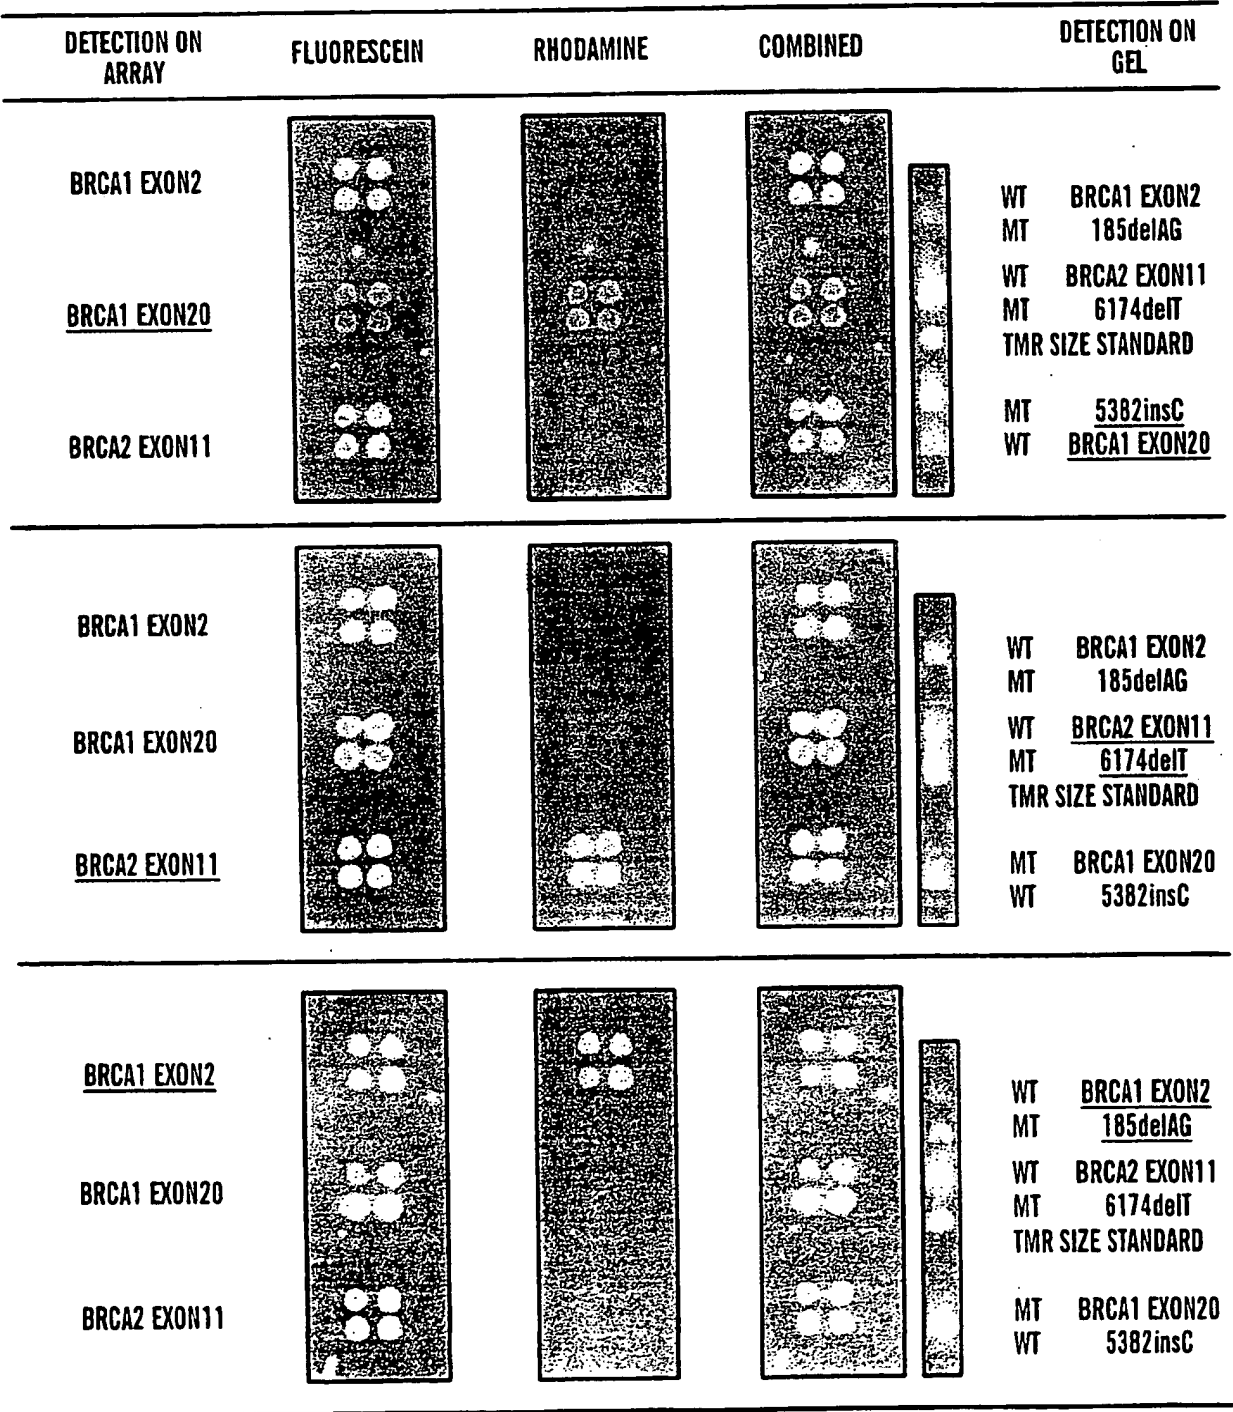 DETECTION ON ARRAY FLUORESCEIN RHODAMINE COMBINED DETECTION ON GEL
BRCA1 EXON2
BRCA1 EXON20
BRCA2 EXON11
WT BRCA1 EXON2
MT 185delAG
WT BRCA2 EXON11
MT 6174delT
TMR SIZE STANDARD
MT 5382insC
WT BRCA1 EXON20
BRCA1 EXON2
BRCA1 EXON20
BRCA2 EXON11
WT BRCA1 EXON2
MT 185delAG
WT BRCA2 EXON11
MT 6174delT
TMR SIZE STANDARD
MT BRCA1 EXON20
WT 5382insC
BRCA1 EXON2
BRCA1 EXON20
BRCA2 EXON11
WT BRCA1 EXON2
MT 185delAG
WT BRCA2 EXON11
MT 6174delT
TMR SIZE STANDARD
MT BRCA1 EXON20
WT 5382insC